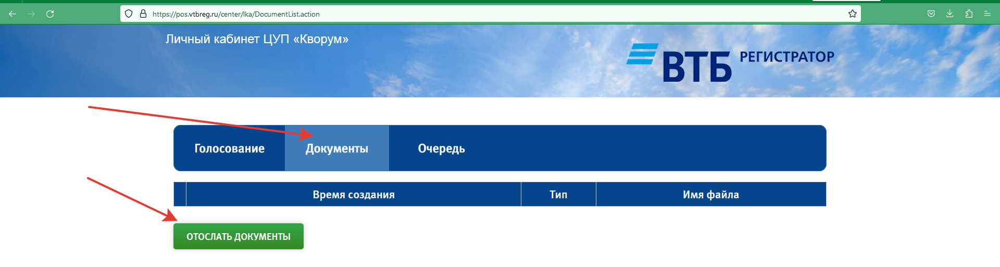 https://pos.vtbreg.ru/center/lka/DocumentList.action
Личный кабинет ЦУП «Кворум»
ВТБ РЕГИСТРАТОР
Голосование Документы Очередь
Время создания Тип Имя файла
ОТОСЛАТЬ ДОКУМЕНТЫ